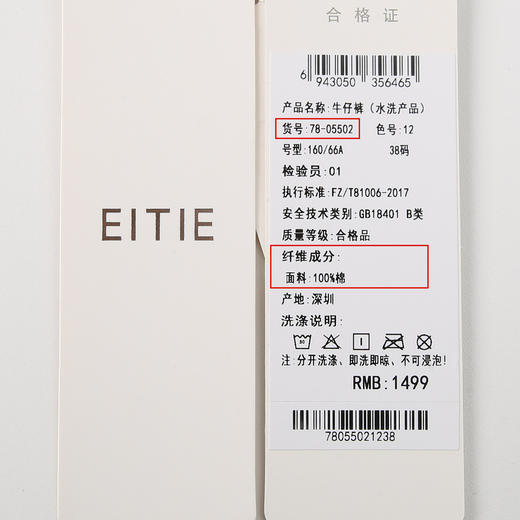 EITIE
合格证
6 943050 356465
产品名称:牛仔裤(水洗产品)
货号:78-05502 色号:12
号型:160/66A 38码
检验员:01
执行标准:FZ/T81006-2017
安全技术类别:GB18401 B类
质量等级:合格品
纤维成分:
面料:100%棉
产地:深圳
洗涤说明:
注:分开洗涤、即洗即晾、不可浸泡!
RMB:1499
78055021238